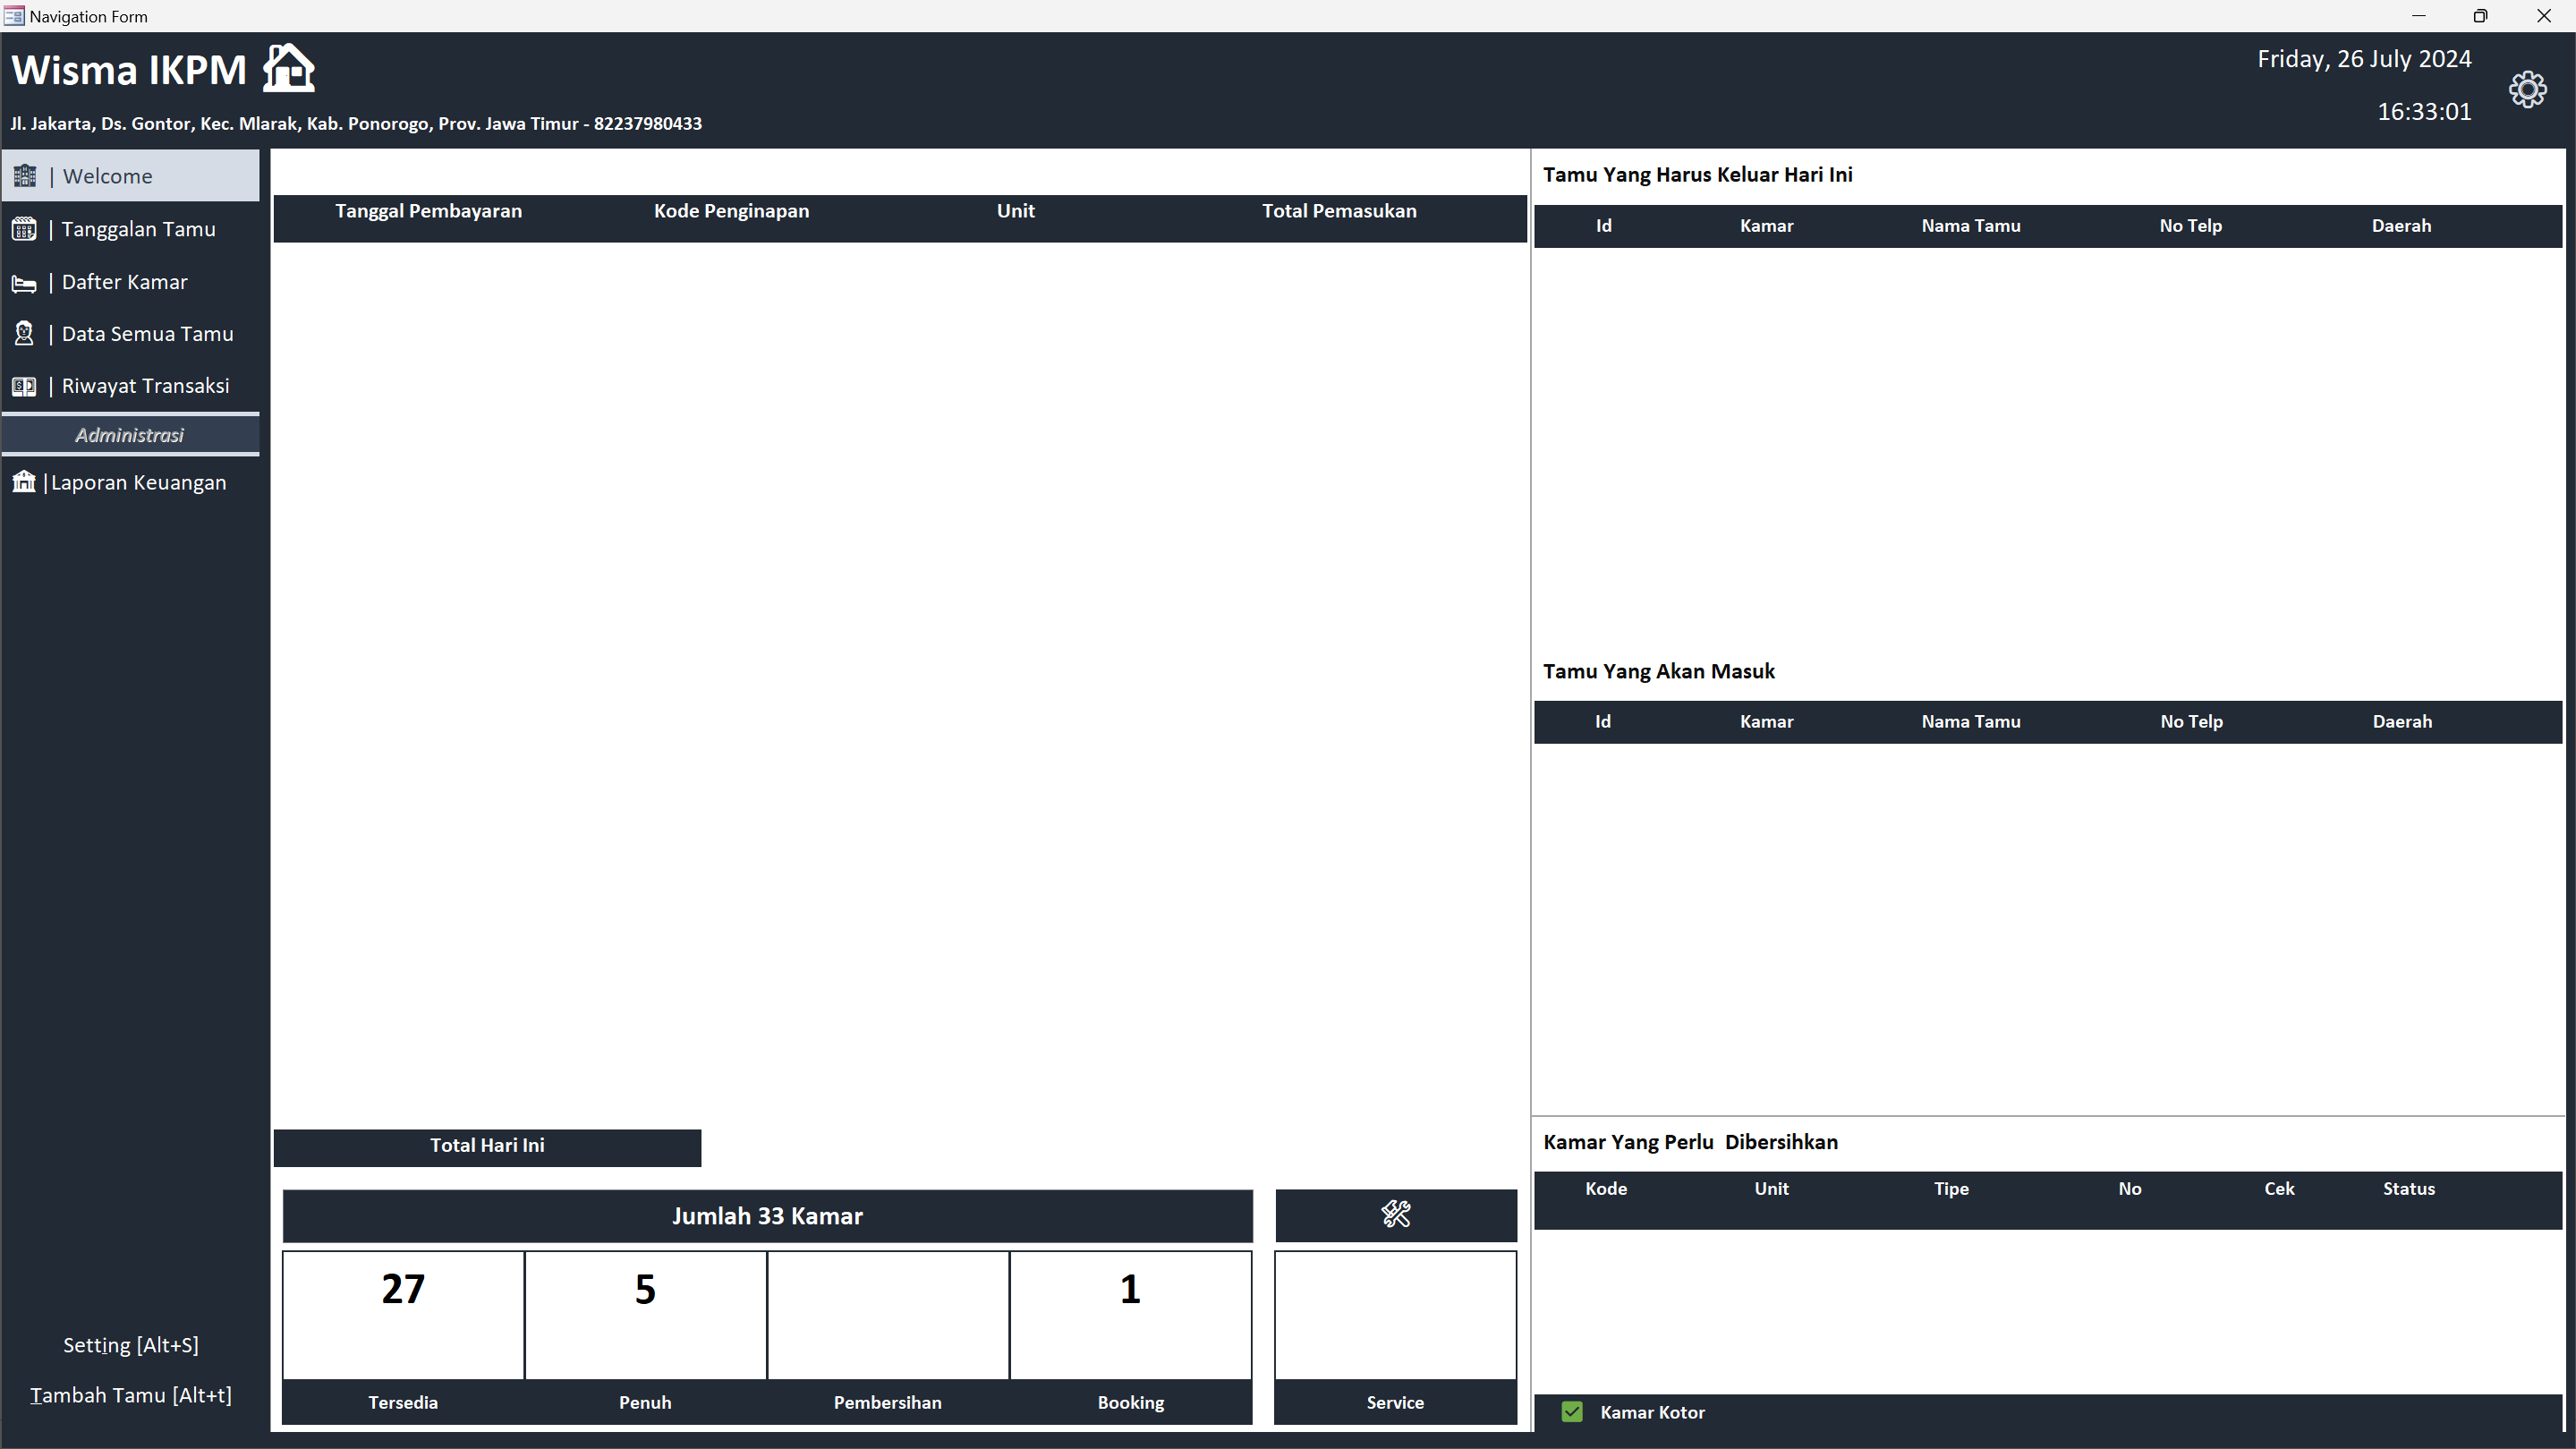 Navigation Form
Wisma IKPM
Jl. Jakarta, Ds. Gontor, Kec. Mlarak, Kab. Ponorogo, Prov. Jawa Timur - 82237980433
Friday, 26 July 2024
16:33:01
| Welcome
| Tanggalan Tamu
| Dafter Kamar
| Data Semua Tamu
| Riwayat Transaksi
Administrasi
|Laporan Keuangan
Setting [Alt+S]
Tambah Tamu [Alt+t]
Tanggal Pembayaran Kode Penginapan Unit Total Pemasukan
Total Hari Ini
Jumlah 33 Kamar
27 5 1
Tersedia Penuh Pembersihan Booking Service
Tamu Yang Harus Keluar Hari Ini
Id Kamar Nama Tamu No Telp Daerah
Tamu Yang Akan Masuk
Id Kamar Nama Tamu No Telp Daerah
Kamar Yang Perlu Dibersihkan
Kode Unit Tipe No Cek Status
Kamar Kotor